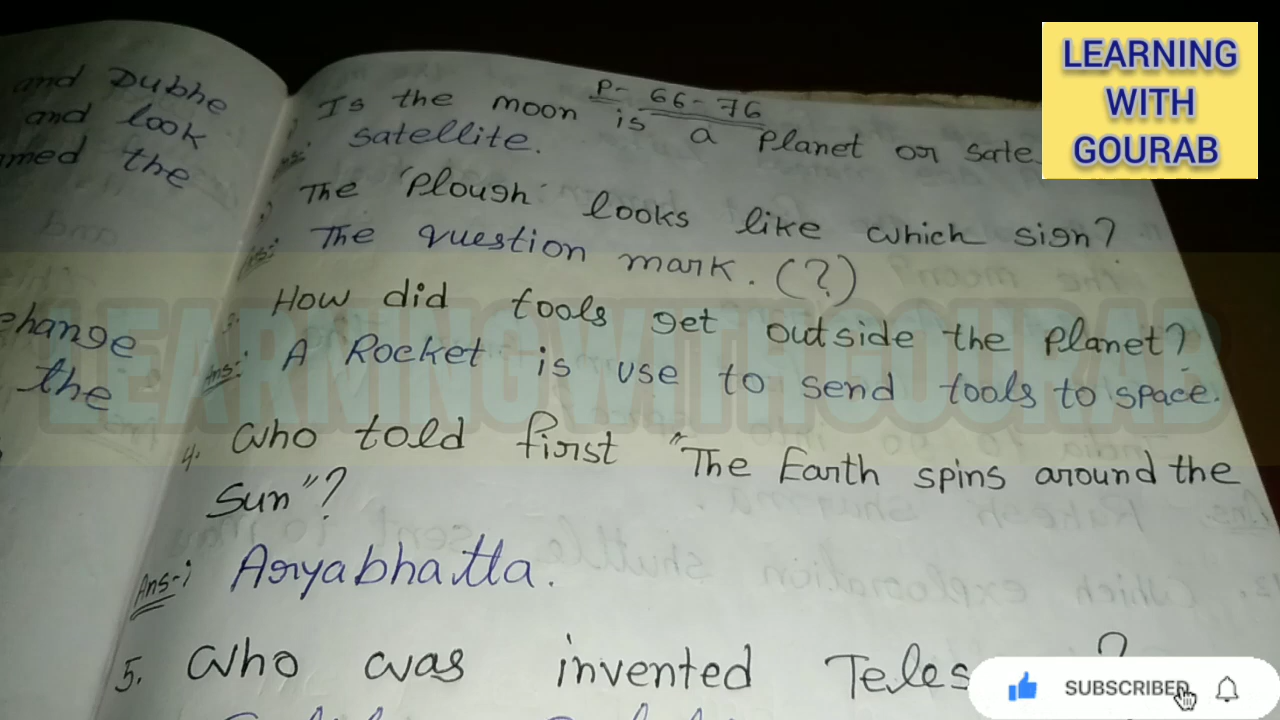 and Dubhe
and look
med the
change
the
P- 66-76
Is the moon is a Planet or sate
satellite.
The 'Plough' looks like which sign?
Ans:- The question mark. (?)
3. How did tools get outside the Planet?
Ans:- A Rocket is use to send tools to space.
4. Who told first "The Earth spins around the
Sun"?
Ans-: Aryabhatta.
5. Who was invented Teles ?
LEARNING
WITH
GOURAB
LEARNINGWITHGOURAB
SUBSCRIBED